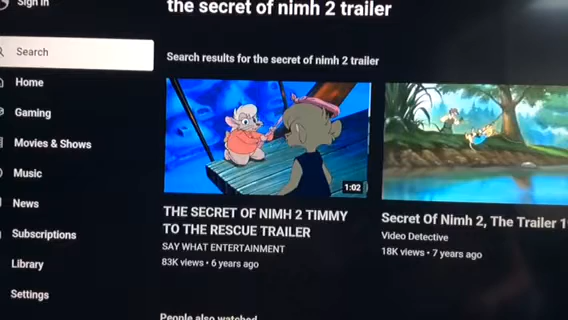 Sign in
the secret of nimh 2 trailer
Search
Search results for the secret of nimh 2 trailer
Home
Gaming
Movies & Shows
Music
News
Subscriptions
Library
Settings
1:02
THE SECRET OF NIMH 2 TIMMY
TO THE RESCUE TRAILER
SAY WHAT ENTERTAINMENT
83K views • 6 years ago
Secret Of Nimh 2, The Trailer 1
Video Detective
18K views • 7 years ago
People also watched